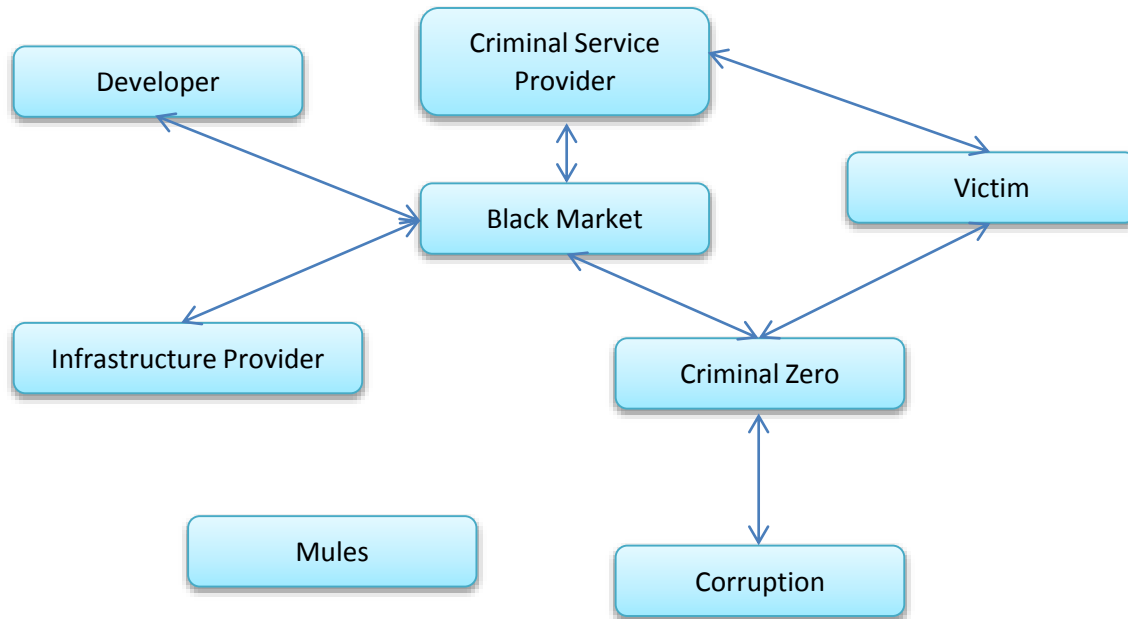 Criminal Service
Provider
Developer
Victim
Black Market
Infrastructure Provider
Criminal Zero
Mules
Corruption